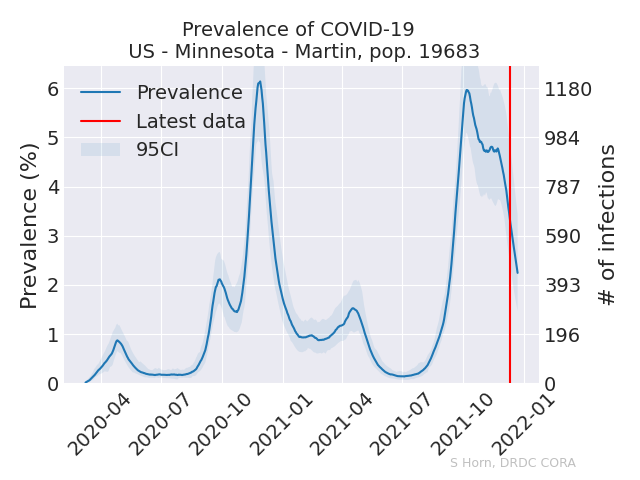 Prevalence of COVID-19
US - Minnesota - Martin, pop. 19683
Prevalence
Latest data
95CI
Prevalence (%)
6
5
4
3
2
1
0
1180
984
787
590
393
196
0
# of infections
2020-04
2020-07
2020-10
2021-01
2021-04
2021-07
2021-10
2022-01
S Horn, DRDC CORA